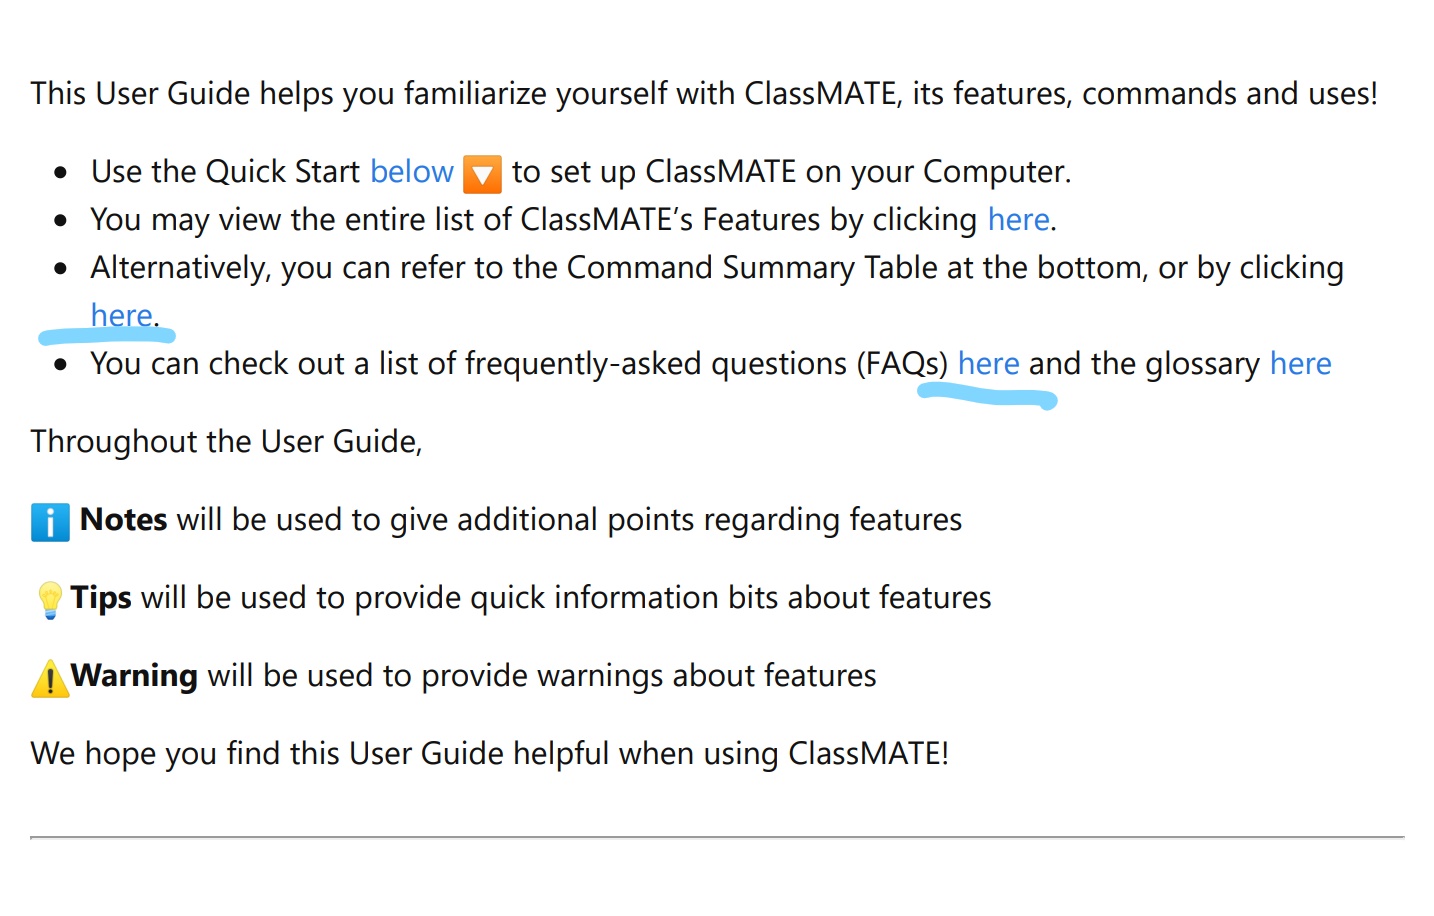 This User Guide helps you familiarize yourself with ClassMATE, its features, commands and uses!
• Use the Quick Start below 🔽 to set up ClassMATE on your Computer.
• You may view the entire list of ClassMATE’s Features by clicking here.
• Alternatively, you can refer to the Command Summary Table at the bottom, or by clicking
here.
• You can check out a list of frequently-asked questions (FAQs) here and the glossary here
Throughout the User Guide,
ℹ️ Notes will be used to give additional points regarding features
💡Tips will be used to provide quick information bits about features
⚠️Warning will be used to provide warnings about features
We hope you find this User Guide helpful when using ClassMATE!